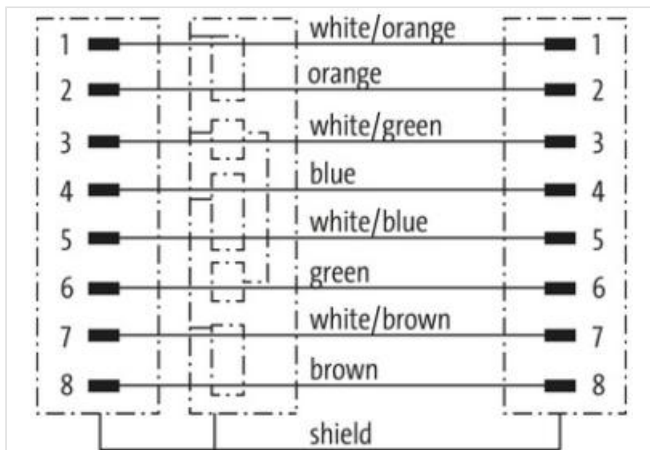 1 white/orange 1
2 orange 2
3 white/green 3
4 blue 4
5 white/blue 5
6 green 6
7 white/brown 7
8 brown 8
shield